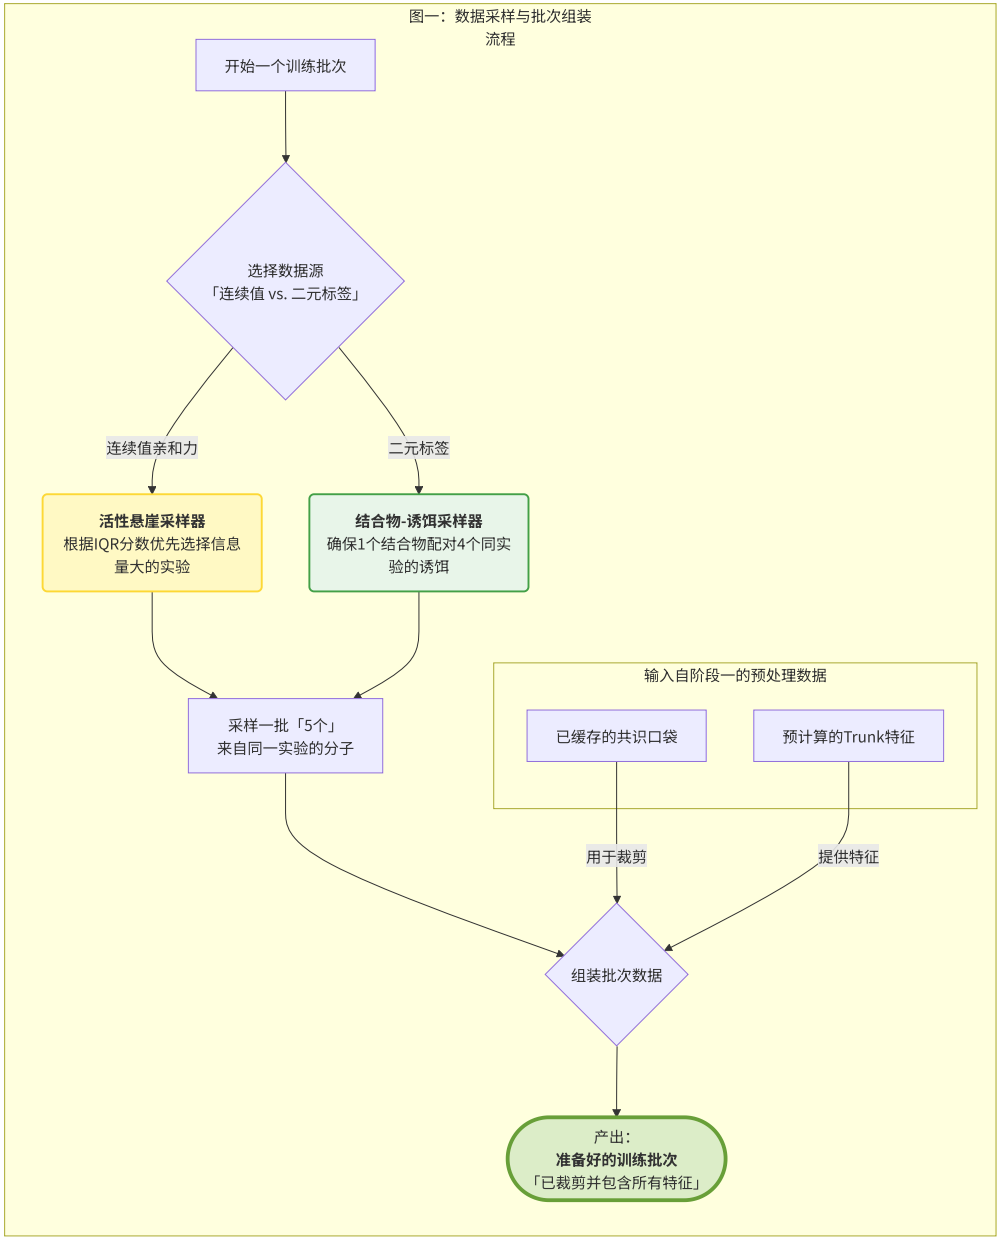 图一：数据采样与批次组装
流程
开始一个训练批次
选择数据源
「连续值 vs. 二元标签」
连续值亲和力
二元标签
活性悬崖采样器
根据IQR分数优先选择信息
量大的实验
结合物-诱饵采样器
确保1个结合物配对4个同实
验的诱饵
采样一批「5个」
来自同一实验的分子
输入自阶段一的预处理数据
已缓存的共识口袋
预计算的Trunk特征
用于裁剪
提供特征
组装批次数据
产出：
准备好的训练批次
「已裁剪并包含所有特征」